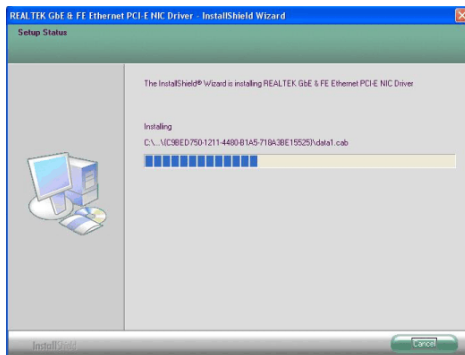 REALTEK GbE & FE Ethernet PCI-E NIC Driver - InstallShield Wizard
Setup Status
The InstallShield® Wizard is installing REALTEK GbE & FE Ethernet PCI-E NIC Driver
Installing
C:\...\{C9BED750-1211-4480-B1A5-718A3BE15525}\data1.cab
InstallShield
Cancel